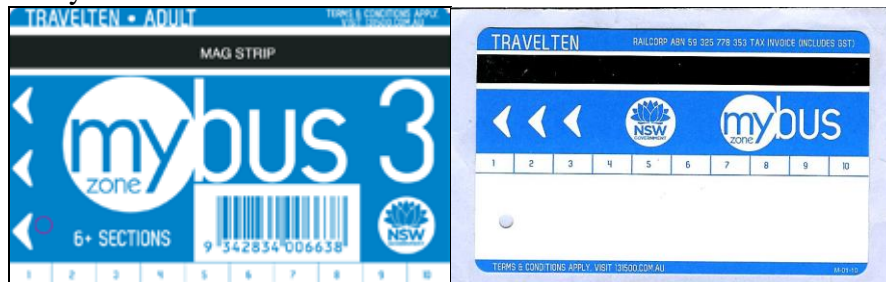 TRAVELTEN • ADULT
TERMS & CONDITIONS APPLY.
VISIT 131500.COM.AU
MAG STRIP
my zone bus 3
6+ SECTIONS
9 342834 006638
NSW
1 2 3 4 5 6 7 8 9 10
TRAVELTEN
RAILCORP ABN 59 325 778 353 TAX INVOICE (INCLUDES GST)
NSW
GOVERNMENT
my zone bus
1 2 3 4 5 6 7 8 9 10
TERMS & CONDITIONS APPLY. VISIT 131500.COM.AU
M-01-10